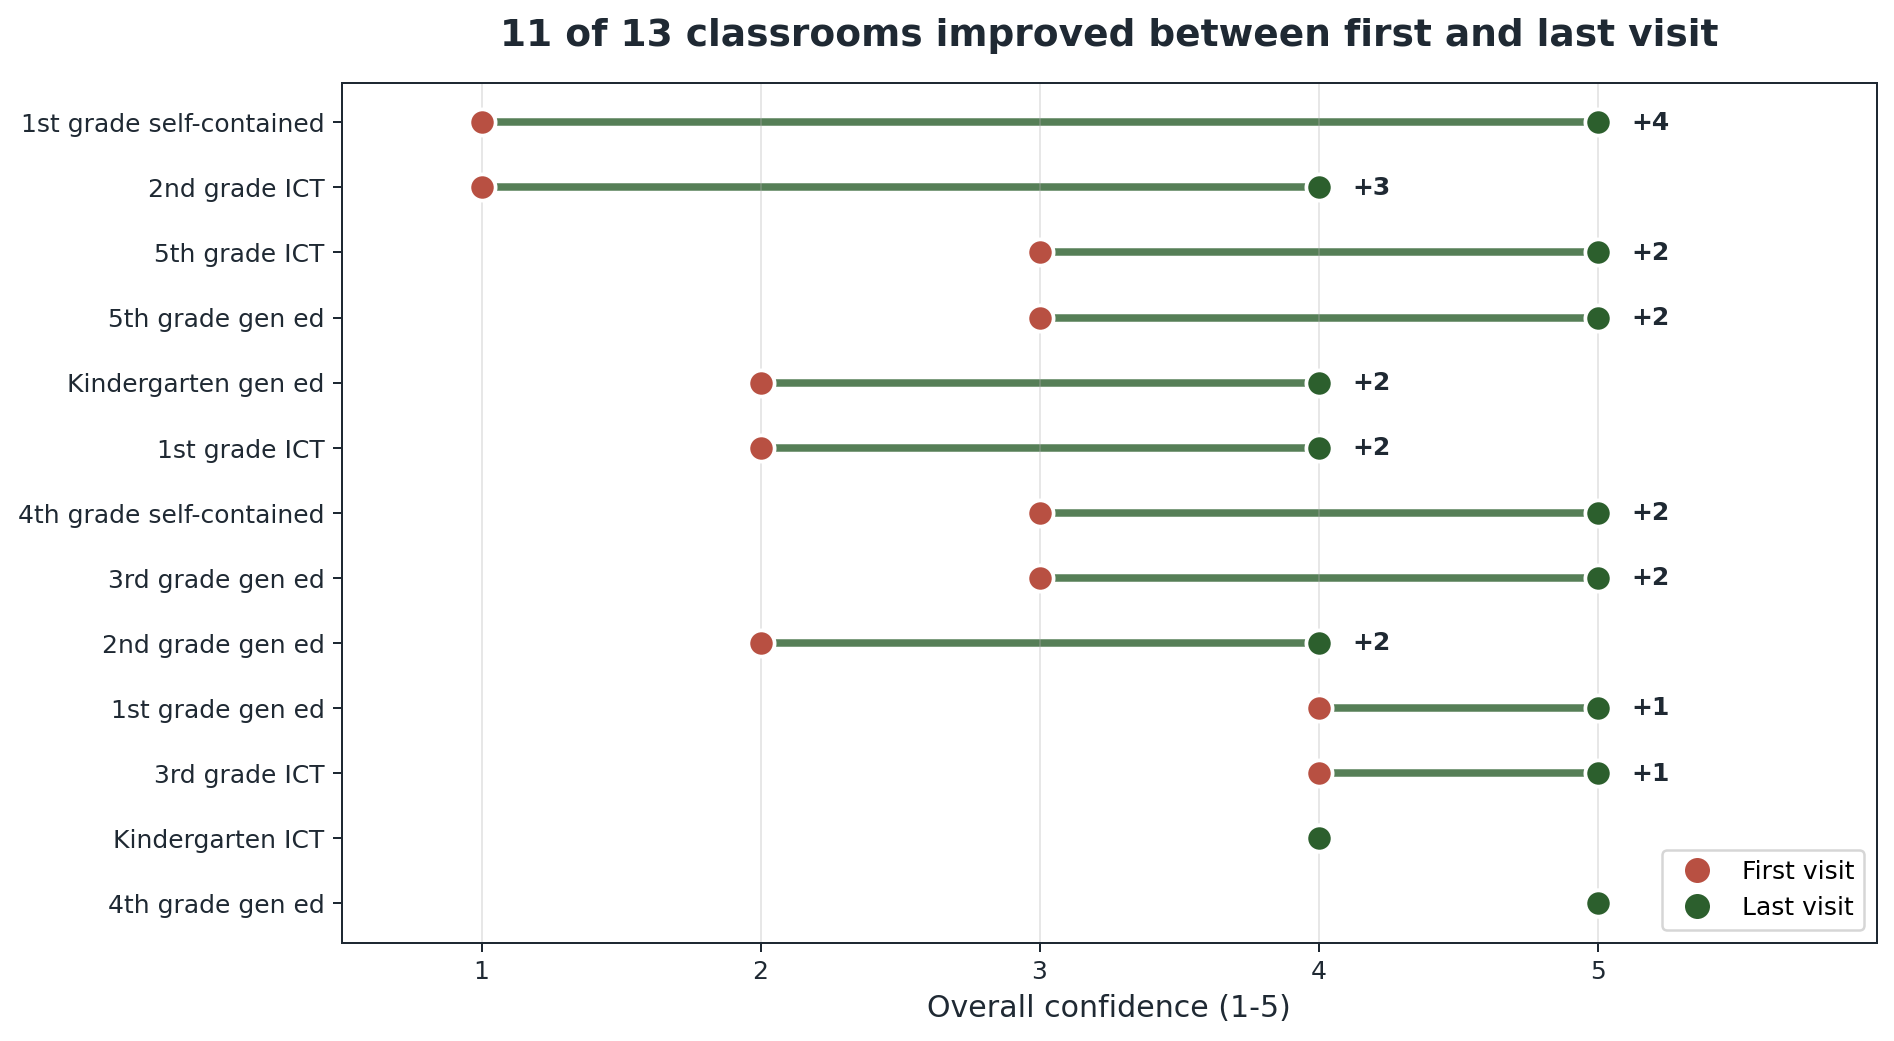 11 of 13 classrooms improved between first and last visit
1st grade self-contained +4
2nd grade ICT +3
5th grade ICT +2
5th grade gen ed +2
Kindergarten gen ed +2
1st grade ICT +2
4th grade self-contained +2
3rd grade gen ed +2
2nd grade gen ed +2
1st grade gen ed +1
3rd grade ICT +1
Kindergarten ICT
4th grade gen ed
First visit
Last visit
1 2 3 4 5
Overall confidence (1-5)